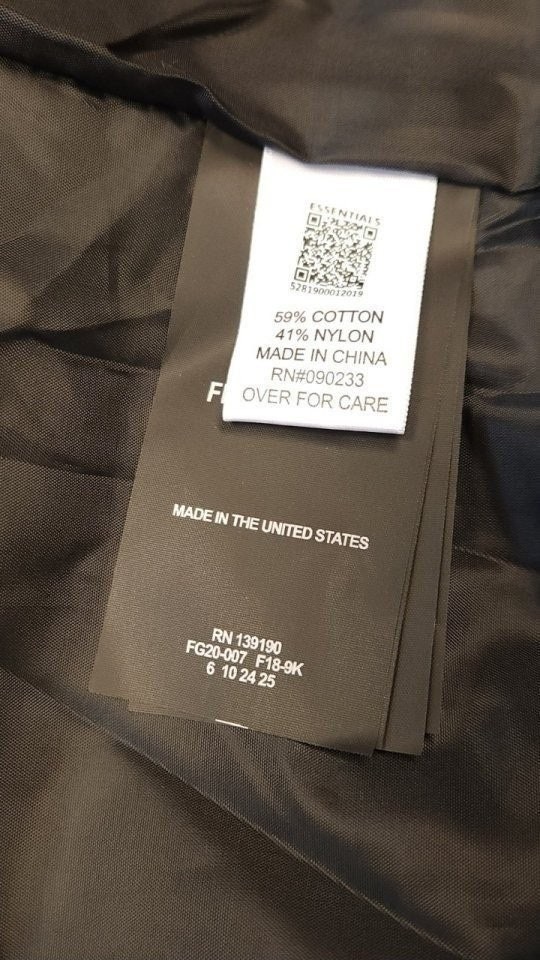 ESSENTIALS
5281900012019
59% COTTON
41% NYLON
MADE IN CHINA
RN#090233
OVER FOR CARE
MADE IN THE UNITED STATES
RN 139190
FG20-007 F18-9K
6 10 24 25